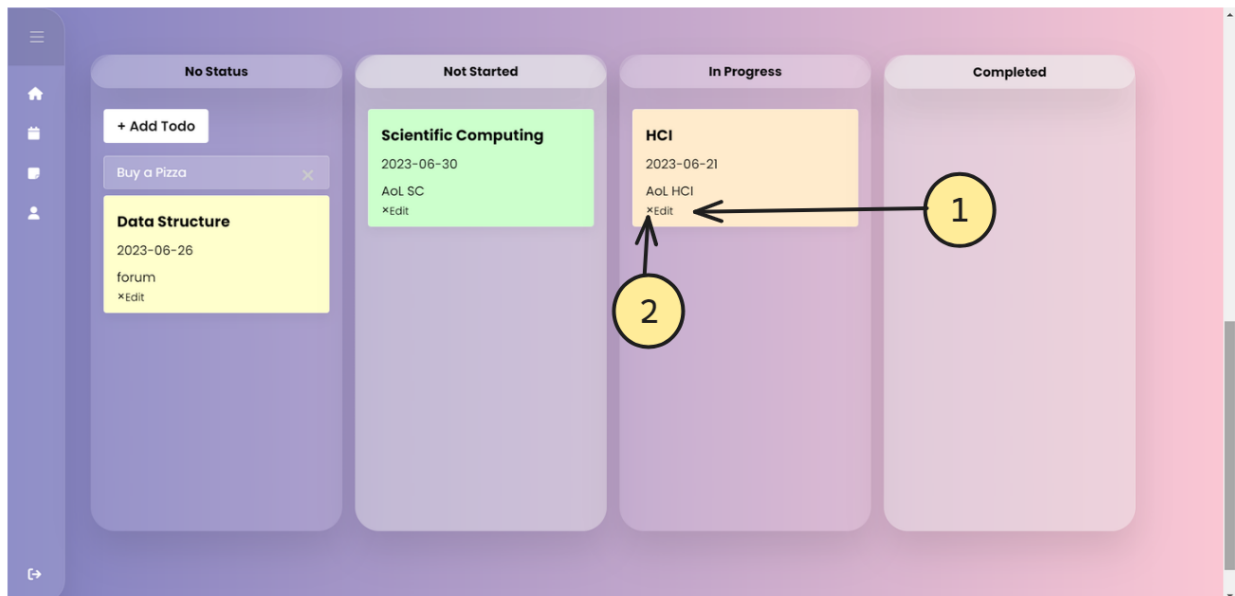 No Status
+ Add Todo
Buy a Pizza ×
Data Structure
2023-06-26
forum
×Edit
Not Started
Scientific Computing
2023-06-30
AoL SC
×Edit
In Progress
HCI
2023-06-21
AoL HCI
×Edit
Completed
1
2